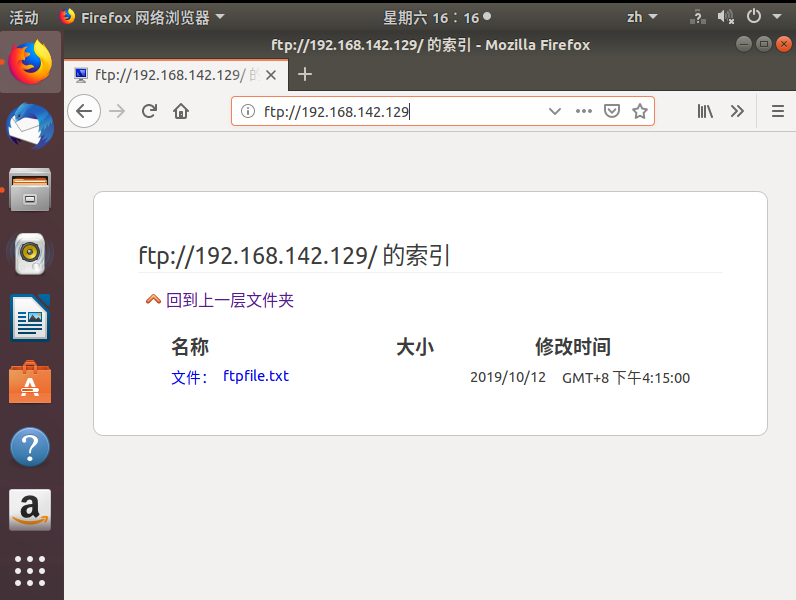 活动 Firefox 网络浏览器 星期六 16：16 zh
ftp://192.168.142.129/ 的索引 - Mozilla Firefox
ftp://192.168.142.129/ 的
ftp://192.168.142.129
ftp://192.168.142.129/ 的索引
回到上一层文件夹
名称 大小 修改时间
文件： ftpfile.txt 2019/10/12 GMT+8 下午4:15:00